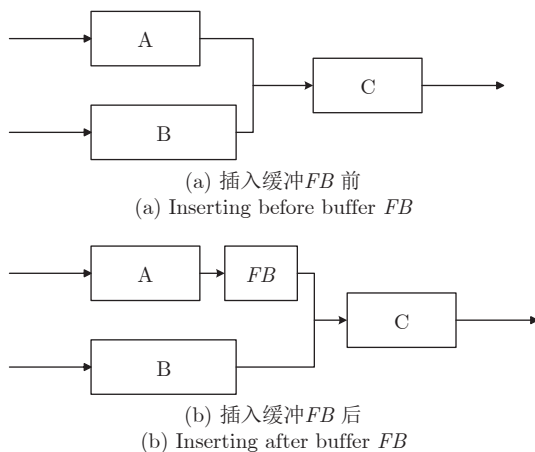 A
B
C
(a) 插入缓冲FB 前
(a) Inserting before buffer FB
A
FB
B
C
(b) 插入缓冲FB 后
(b) Inserting after buffer FB